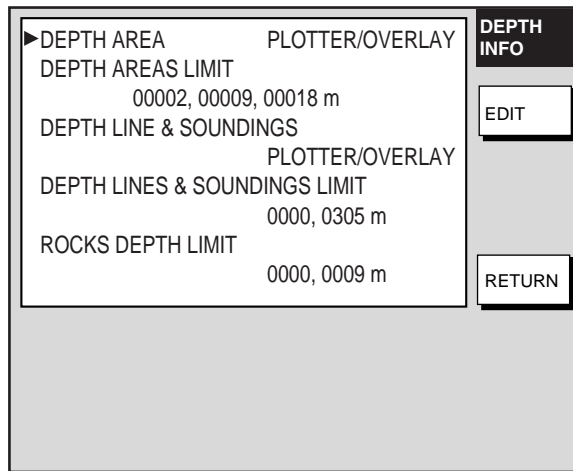 ▶DEPTH AREA PLOTTER/OVERLAY
DEPTH AREAS LIMIT
00002, 00009, 00018 m
DEPTH LINE & SOUNDINGS
PLOTTER/OVERLAY
DEPTH LINES & SOUNDINGS LIMIT
0000, 0305 m
ROCKS DEPTH LIMIT
0000, 0009 m
DEPTH
INFO
EDIT
RETURN